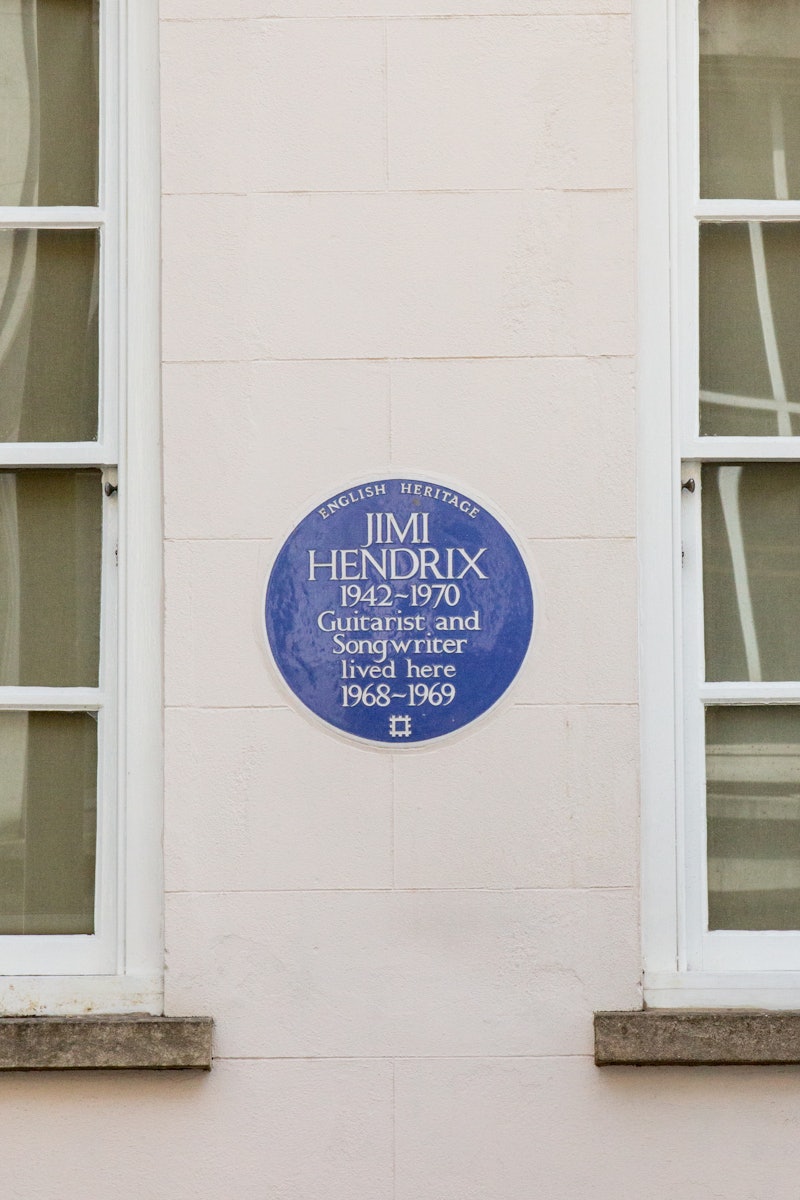 ENGLISH HERITAGE
JIMI
HENDRIX
1942~1970
Guitarist and
Songwriter
lived here
1968~1969